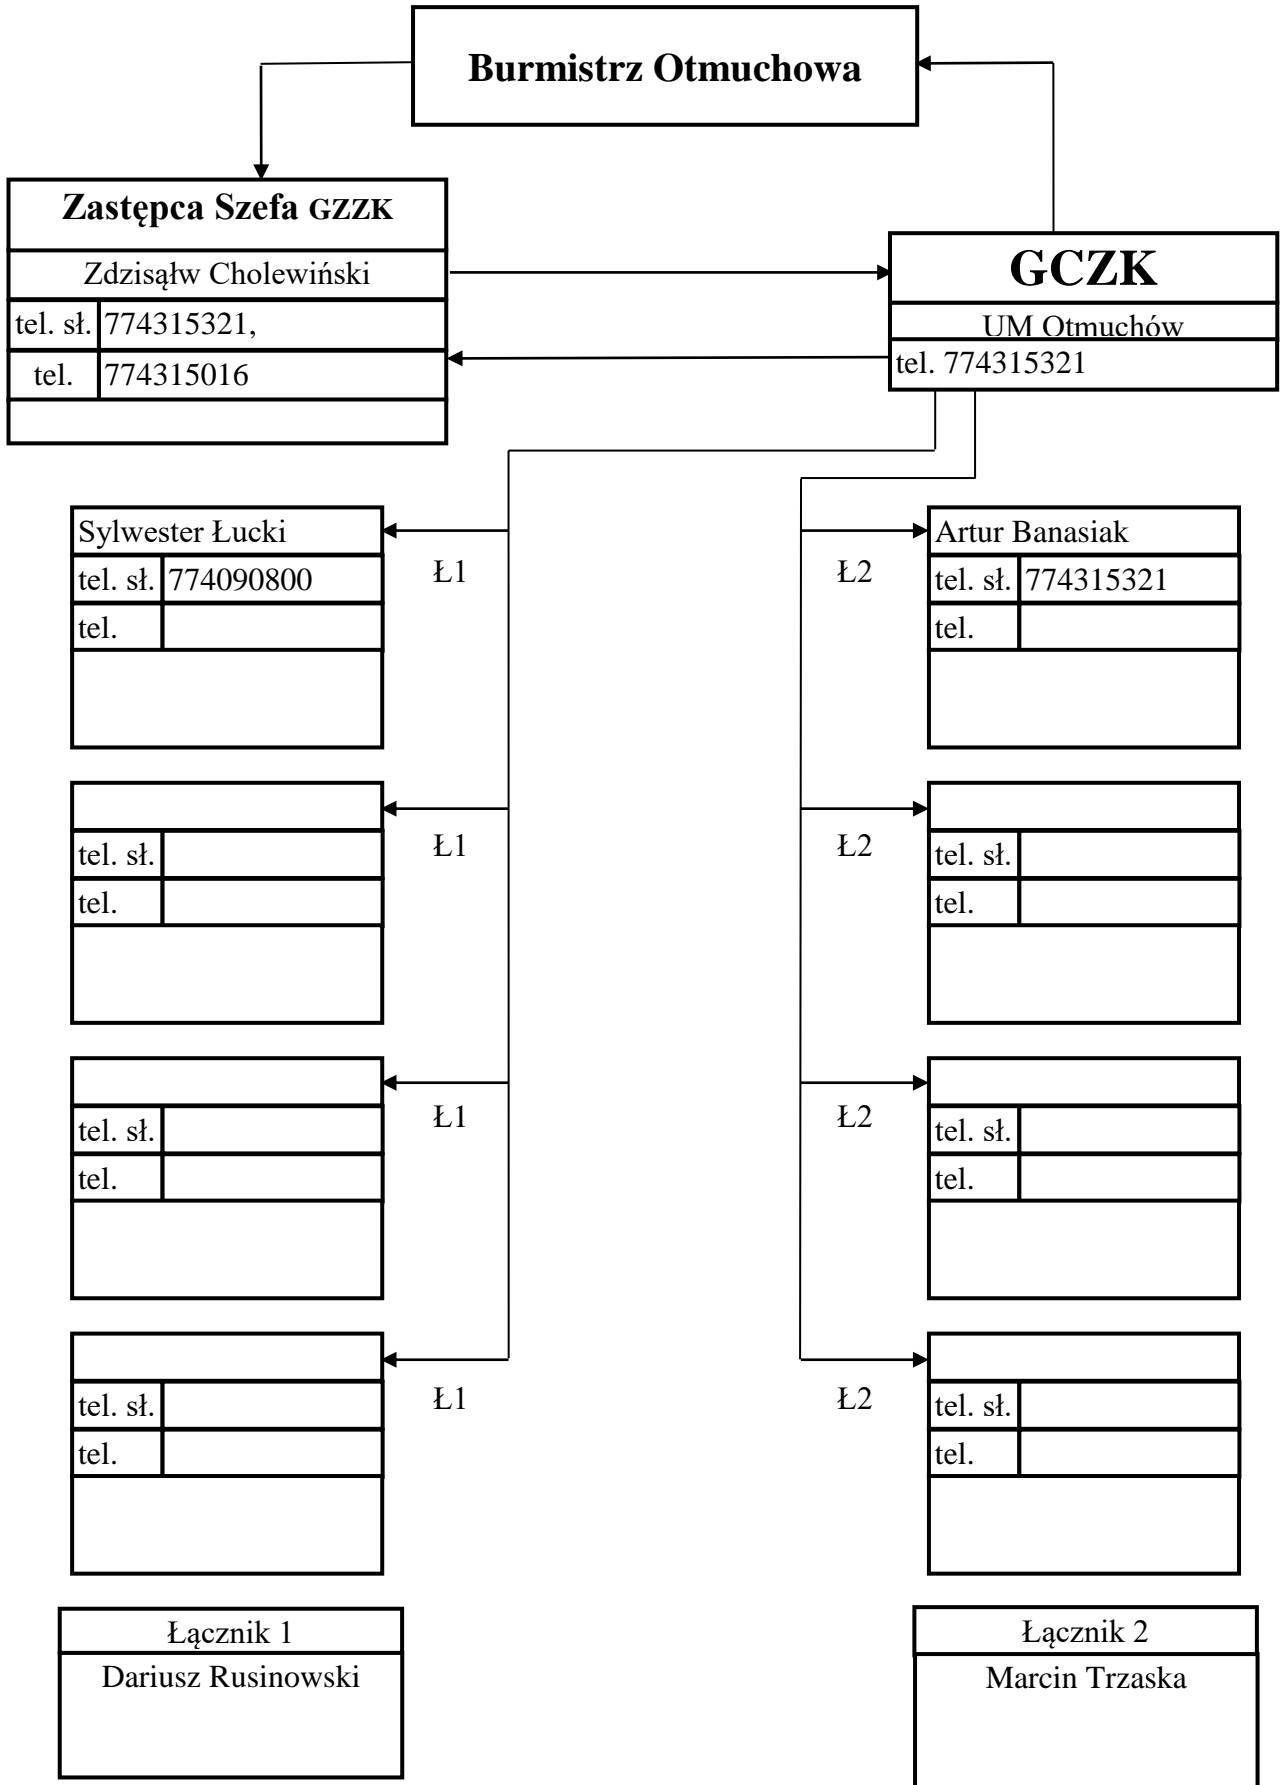 Burmistrz Otmuchowa
Zastępca Szefa GZZK
Zdzisąłw Cholewiński
tel. sł. 774315321,
tel. 774315016
GCZK
UM Otmuchów
tel. 774315321
Sylwester Łucki
tel. sł. 774090800
tel.
Ł1
Ł2
Artur Banasiak
tel. sł. 774315321
tel.
tel. sł.
tel.
Ł1
Ł2
tel. sł.
tel.
tel. sł.
tel.
Ł1
Ł2
tel. sł.
tel.
tel. sł.
tel.
Ł1
Ł2
tel. sł.
tel.
Łącznik 1
Dariusz Rusinowski
Łącznik 2
Marcin Trzaska